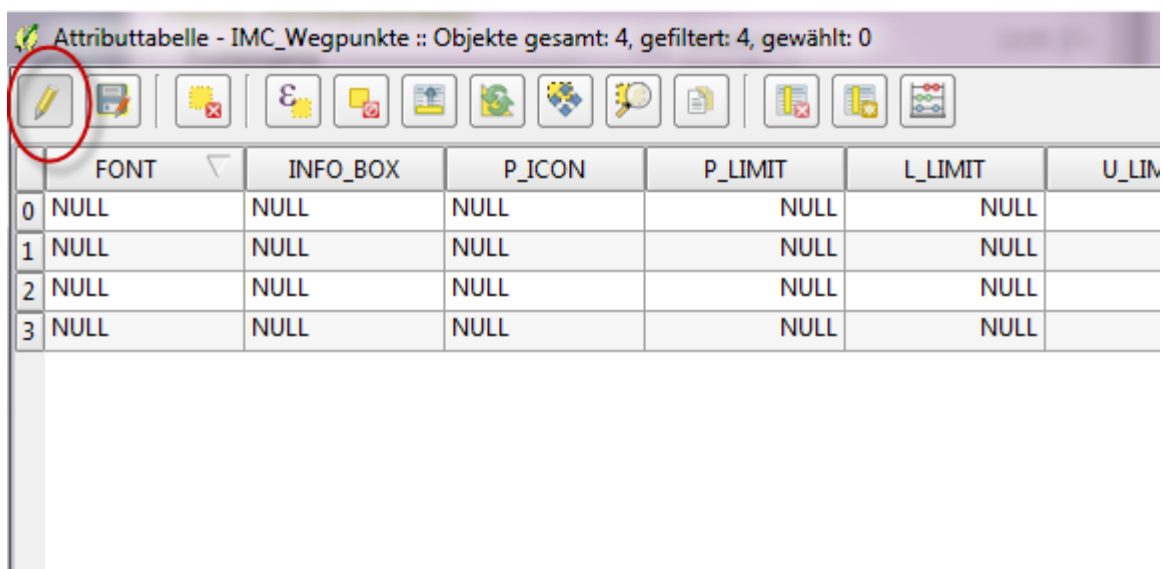 Attributtabelle - IMC_Wegpunkte :: Objekte gesamt: 4, gefiltert: 4, gewählt: 0
ε
FONT INFO_BOX P_ICON P_LIMIT L_LIMIT U_LIM
0 NULL NULL NULL NULL NULL
1 NULL NULL NULL NULL NULL
2 NULL NULL NULL NULL NULL
3 NULL NULL NULL NULL NULL